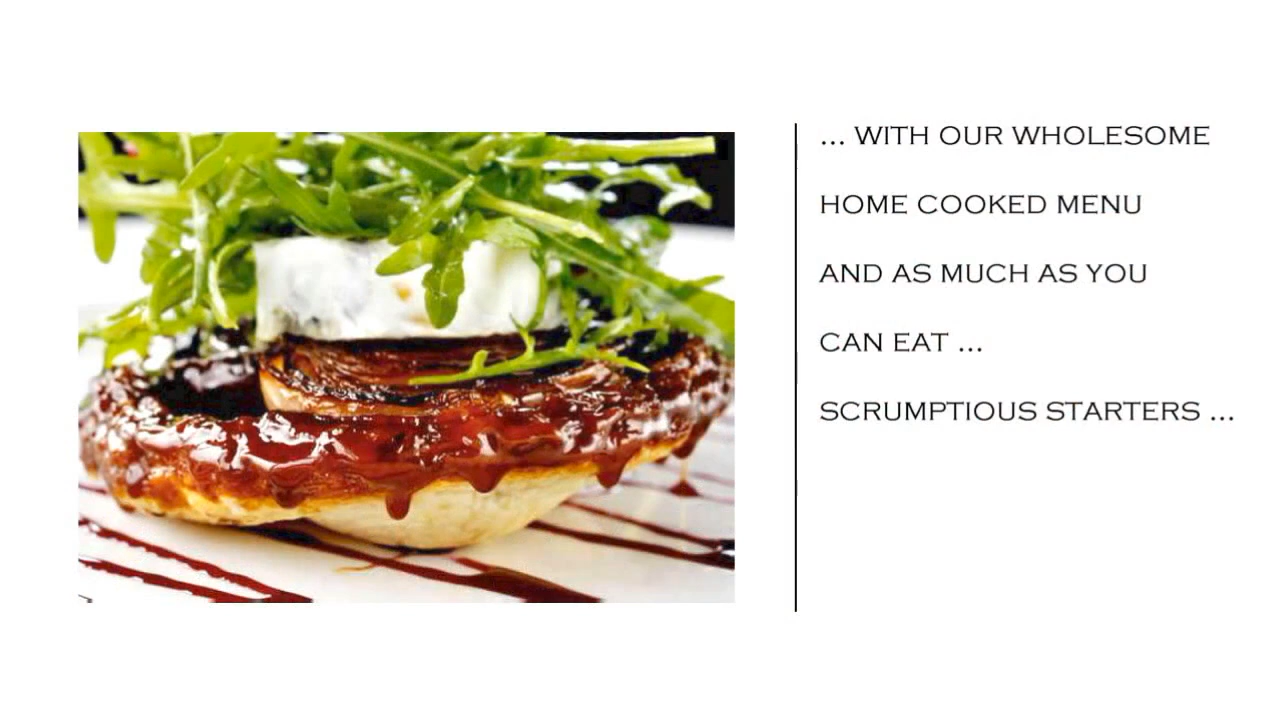 ... WITH OUR WHOLESOME
HOME COOKED MENU
AND AS MUCH AS YOU
CAN EAT ...
SCRUMPTIOUS STARTERS ...